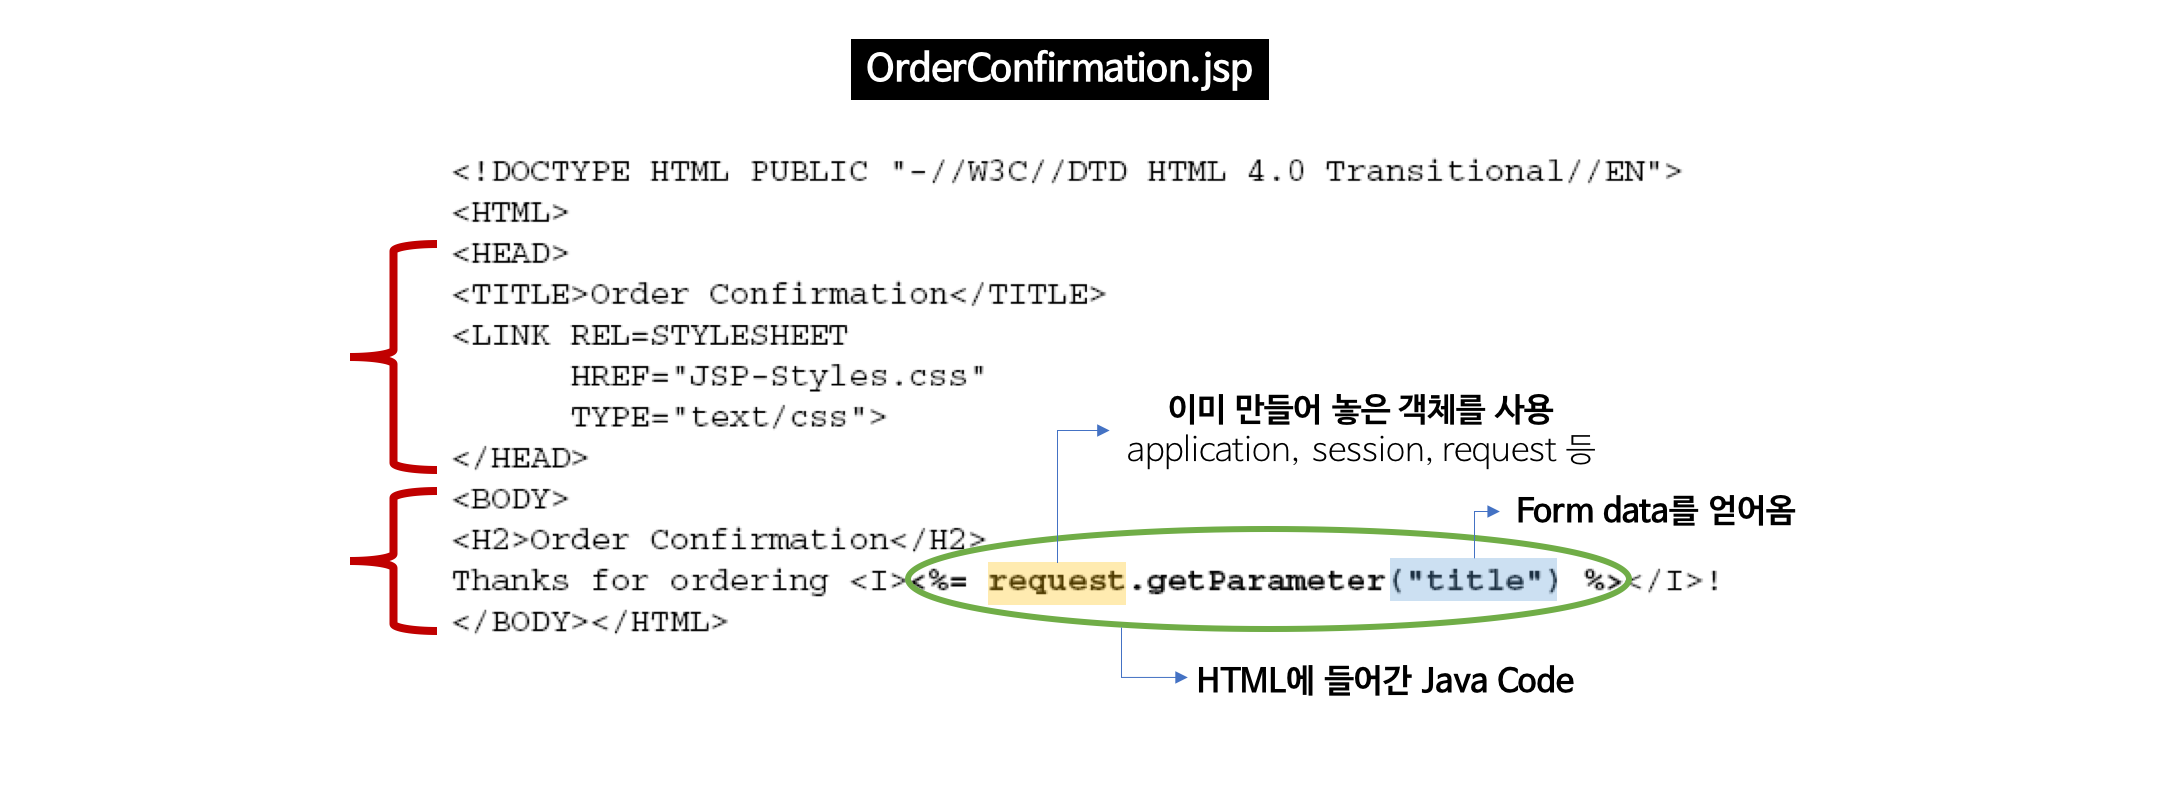 OrderConfirmation.jsp
<!DOCTYPE HTML PUBLIC "-//W3C//DTD HTML 4.0 Transitional//EN">
<HTML>
<HEAD>
<TITLE>Order Confirmation</TITLE>
<LINK REL=STYLESHEET
HREF="JSP-Styles.css"
TYPE="text/css">
</HEAD>
이미 만들어 놓은 객체를 사용
application, session, request 등
<BODY>
Form data를 얻어옴
<H2>Order Confirmation</H2>
Thanks for ordering <I><%= request.getParameter("title") %></I>!
</BODY></HTML>
HTML에 들어간 Java Code